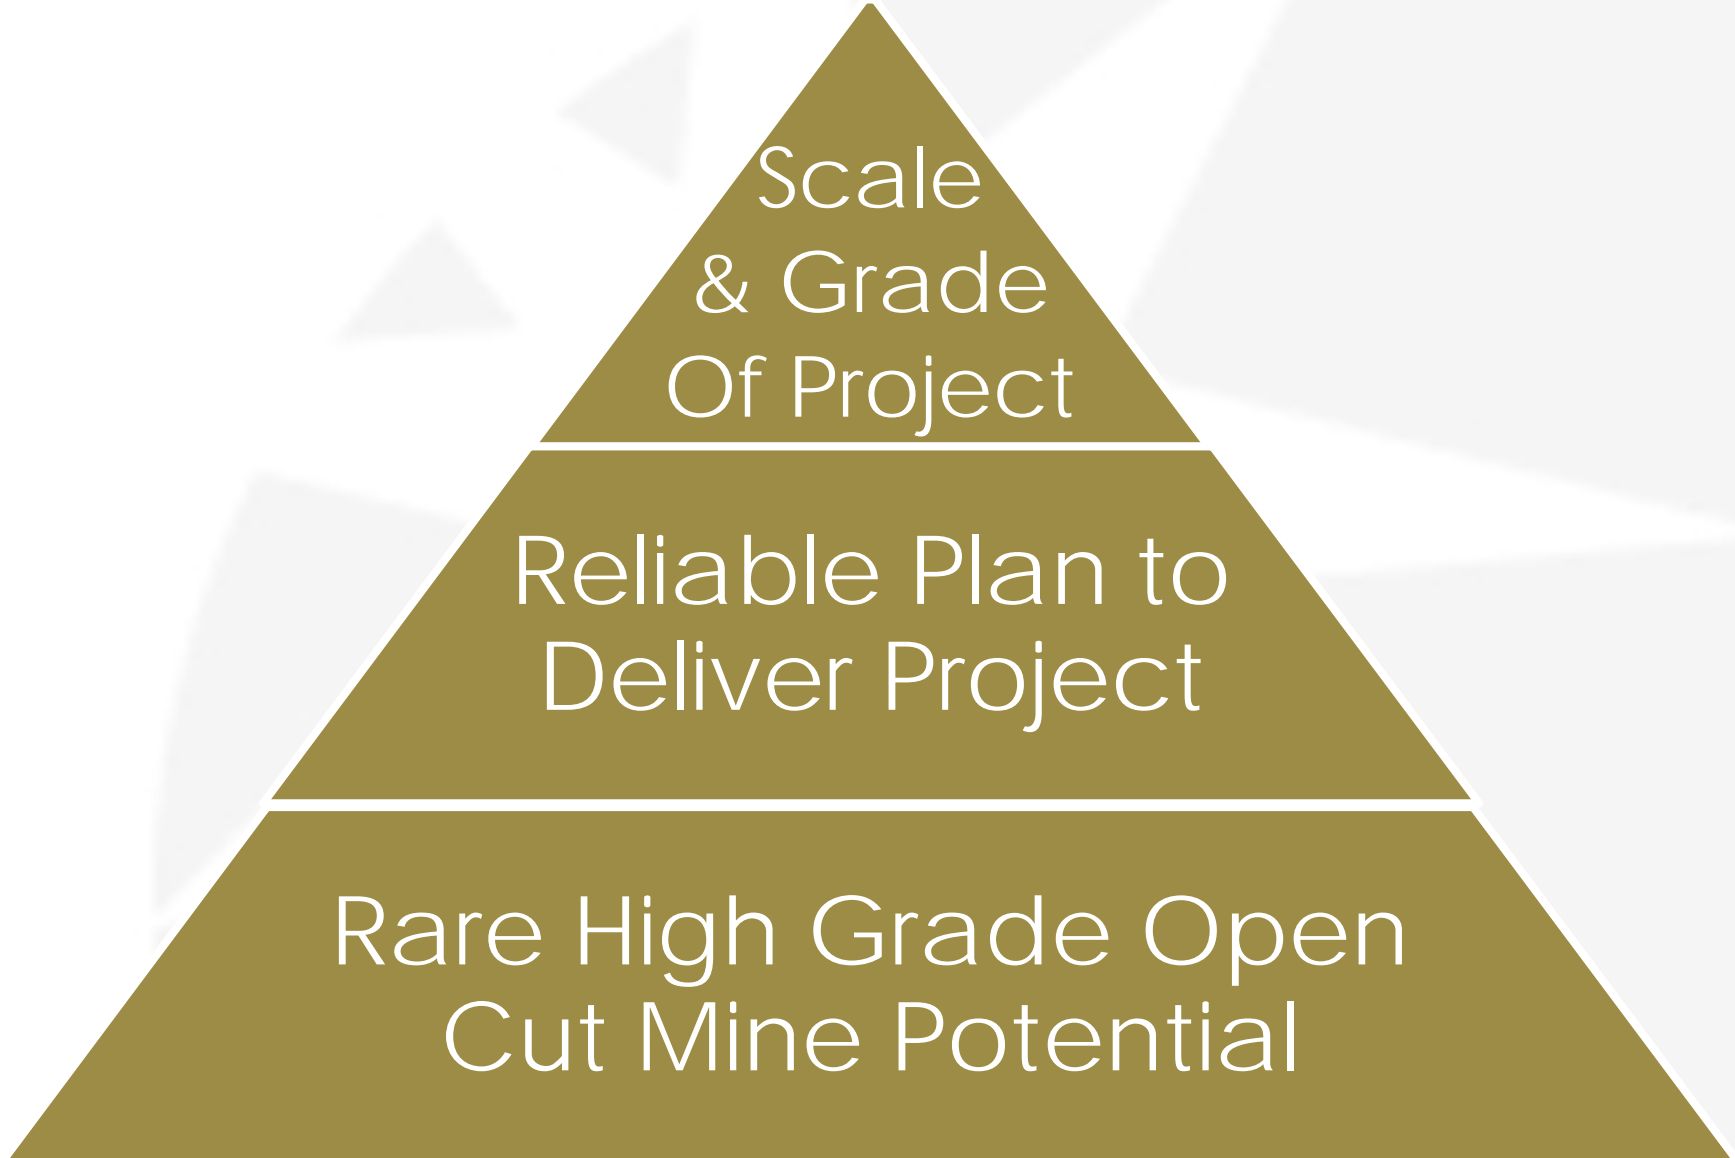 Scale
& Grade
Of Project
Reliable Plan to
Deliver Project
Rare High Grade Open
Cut Mine Potential